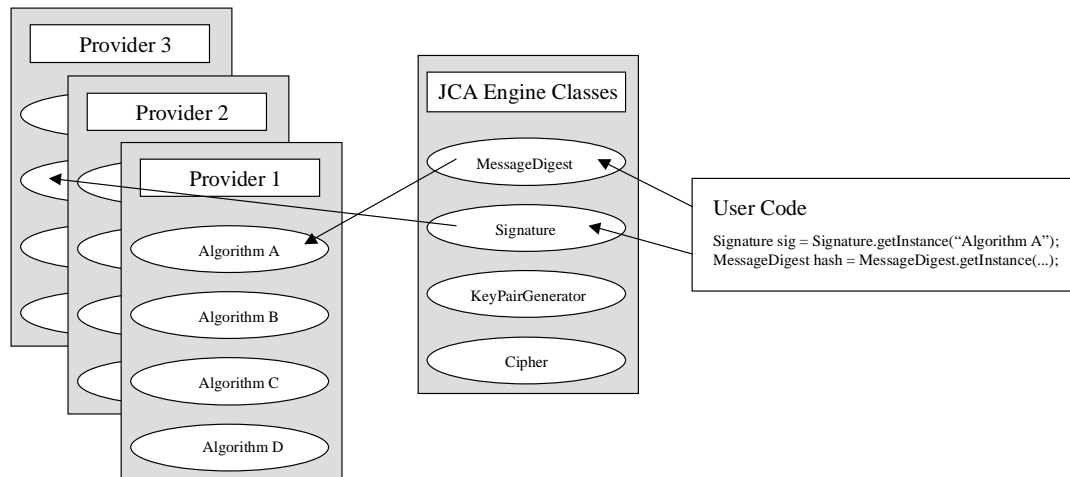 Provider 3
Provider 2
Provider 1
Algorithm A
Algorithm B
Algorithm C
Algorithm D
JCA Engine Classes
MessageDigest
Signature
KeyPairGenerator
Cipher
User Code
Signature sig = Signature.getInstance(“Algorithm A”);
MessageDigest hash = MessageDigest.getInstance(...);